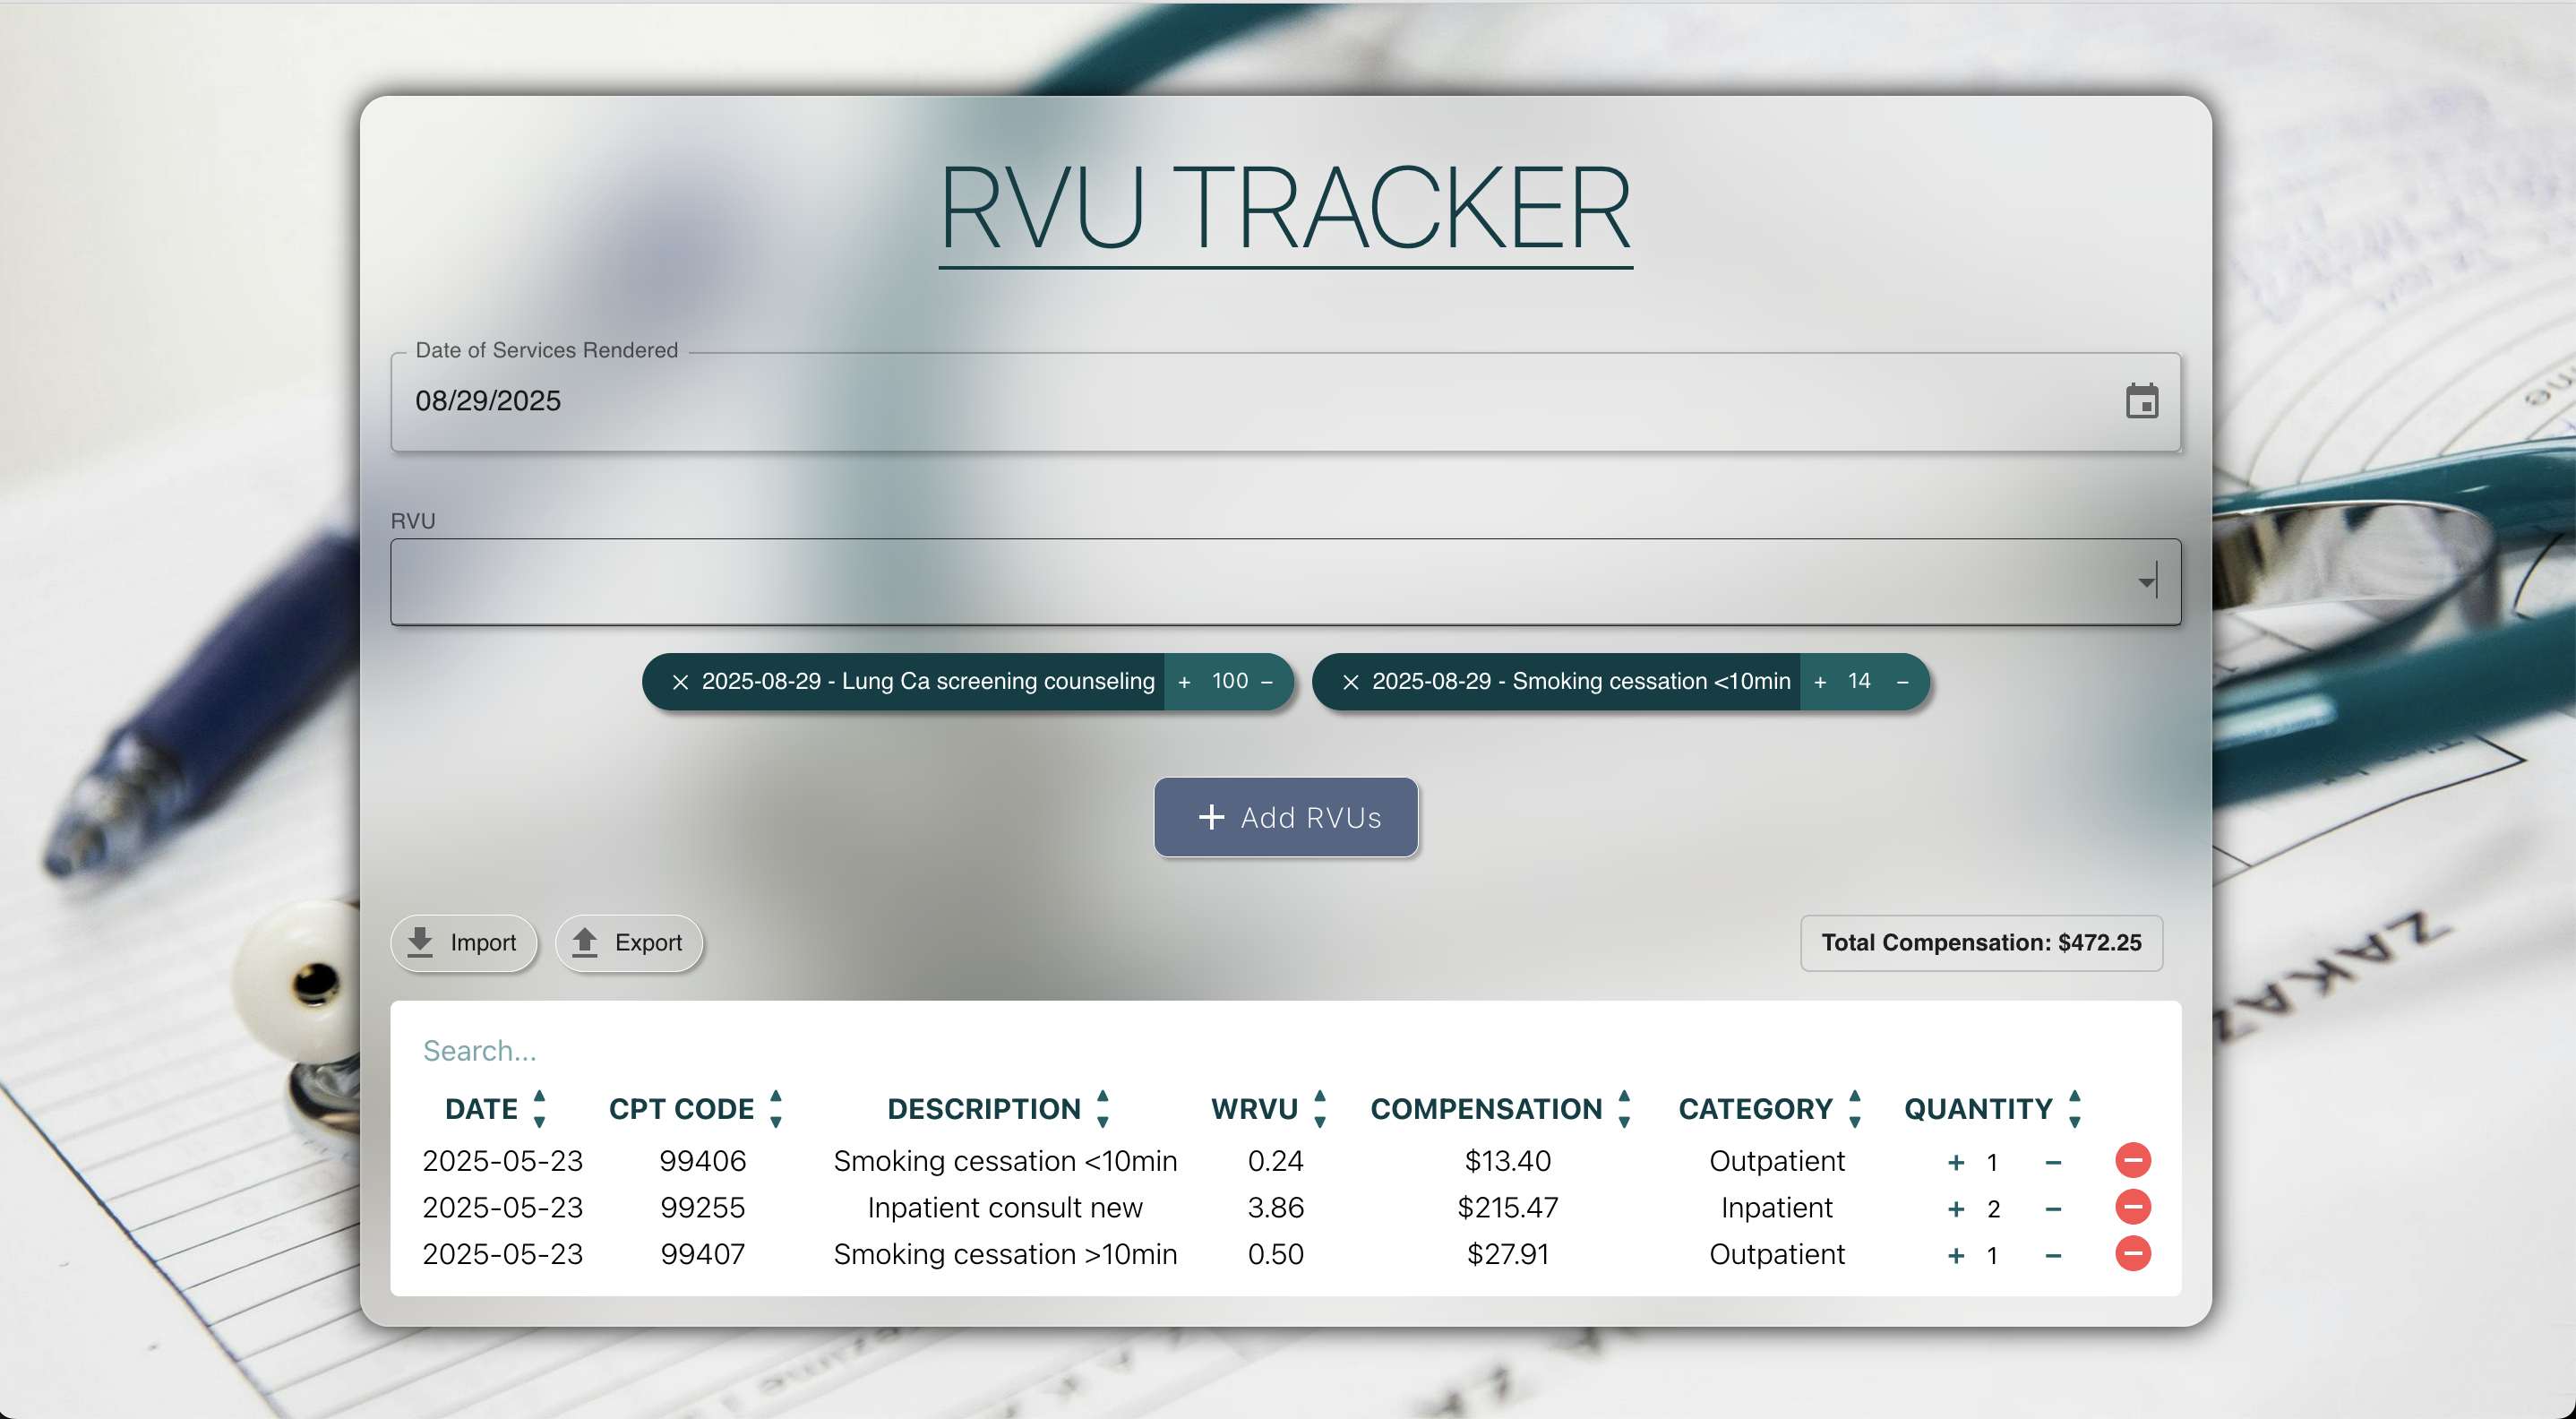 RVU TRACKER
Date of Services Rendered
08/29/2025
RVU
× 2025-08-29 - Lung Ca screening counseling + 100 − × 2025-08-29 - Smoking cessation <10min + 14 −
+ Add RVUs
Import Export Total Compensation: $472.25
Search...
DATE CPT CODE DESCRIPTION WRVU COMPENSATION CATEGORY QUANTITY
2025-05-23 99406 Smoking cessation <10min 0.24 $13.40 Outpatient + 1 −
2025-05-23 99255 Inpatient consult new 3.86 $215.47 Inpatient + 2 −
2025-05-23 99407 Smoking cessation >10min 0.50 $27.91 Outpatient + 1 −